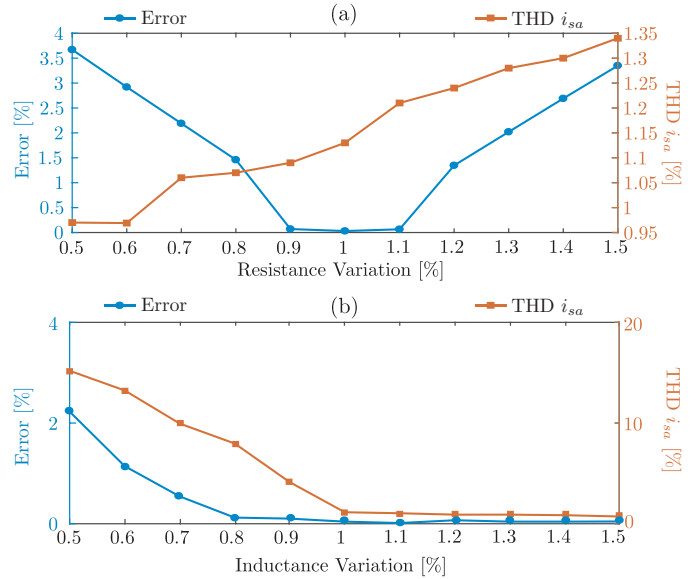 (a)
Error
THD i_sa
4
3.5
3
2.5
2
1.5
1
0.5
0
Error [%]
1.35
1.3
1.25
1.2
1.15
1.1
1.05
1
0.95
THD i_sa [%]
0.5 0.6 0.7 0.8 0.9 1 1.1 1.2 1.3 1.4 1.5
Resistance Variation [%]
(b)
Error
THD i_sa
4
2
0
Error [%]
20
10
0
THD i_sa [%]
0.5 0.6 0.7 0.8 0.9 1 1.1 1.2 1.3 1.4 1.5
Inductance Variation [%]